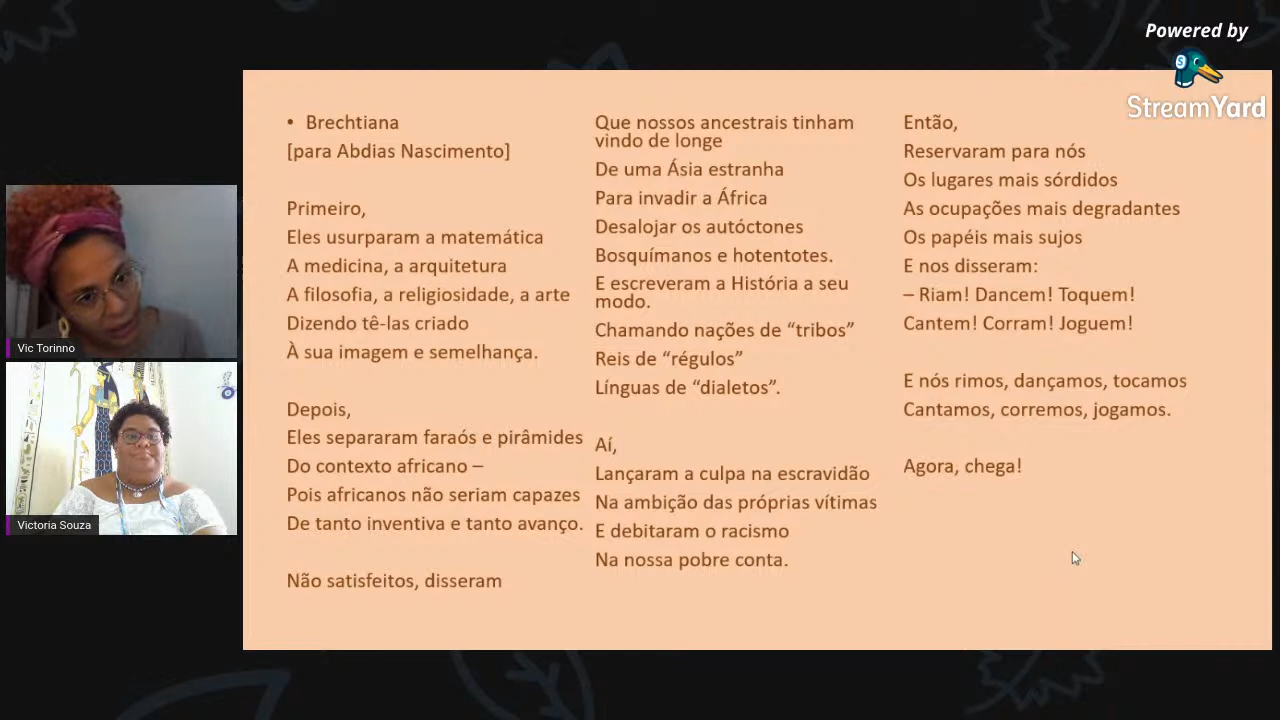 Powered by
StreamYard
• Brechtiana
[para Abdias Nascimento]
Primeiro,
Eles usurparam a matemática
A medicina, a arquitetura
A filosofia, a religiosidade, a arte
Dizendo tê-las criado
À sua imagem e semelhança.
Depois,
Eles separaram faraós e pirâmides
Do contexto africano –
Pois africanos não seriam capazes
De tanto inventiva e tanto avanço.
Não satisfeitos, disseram
Que nossos ancestrais tinham
vindo de longe
De uma Ásia estranha
Para invadir a África
Desalojar os autóctones
Bosquímanos e hotentotes.
E escreveram a História a seu
modo.
Chamando nações de “tribos”
Reis de “régulos”
Línguas de “dialetos”.
Aí,
Lançaram a culpa na escravidão
Na ambição das próprias vítimas
E debitaram o racismo
Na nossa pobre conta.
Então,
Reservaram para nós
Os lugares mais sórdidos
As ocupações mais degradantes
Os papéis mais sujos
E nos disseram:
– Riam! Dancem! Toquem!
Cantem! Corram! Joguem!
E nós rimos, dançamos, tocamos
Cantamos, corremos, jogamos.
Agora, chega!
Vic Torinno
Victoria Souza